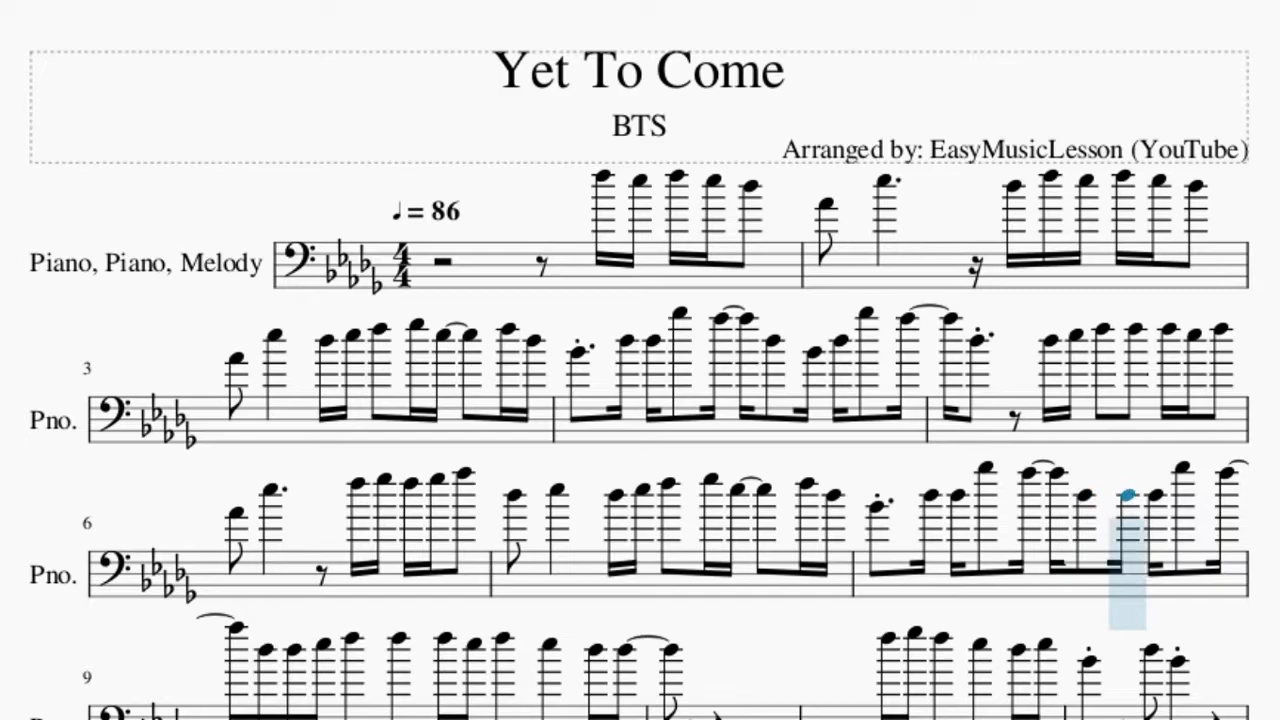 Yet To Come
BTS
Arranged by: EasyMusicLesson (YouTube)
♩ = 86
Piano, Piano, Melody
4
4
3
Pno.
6
Pno.
9